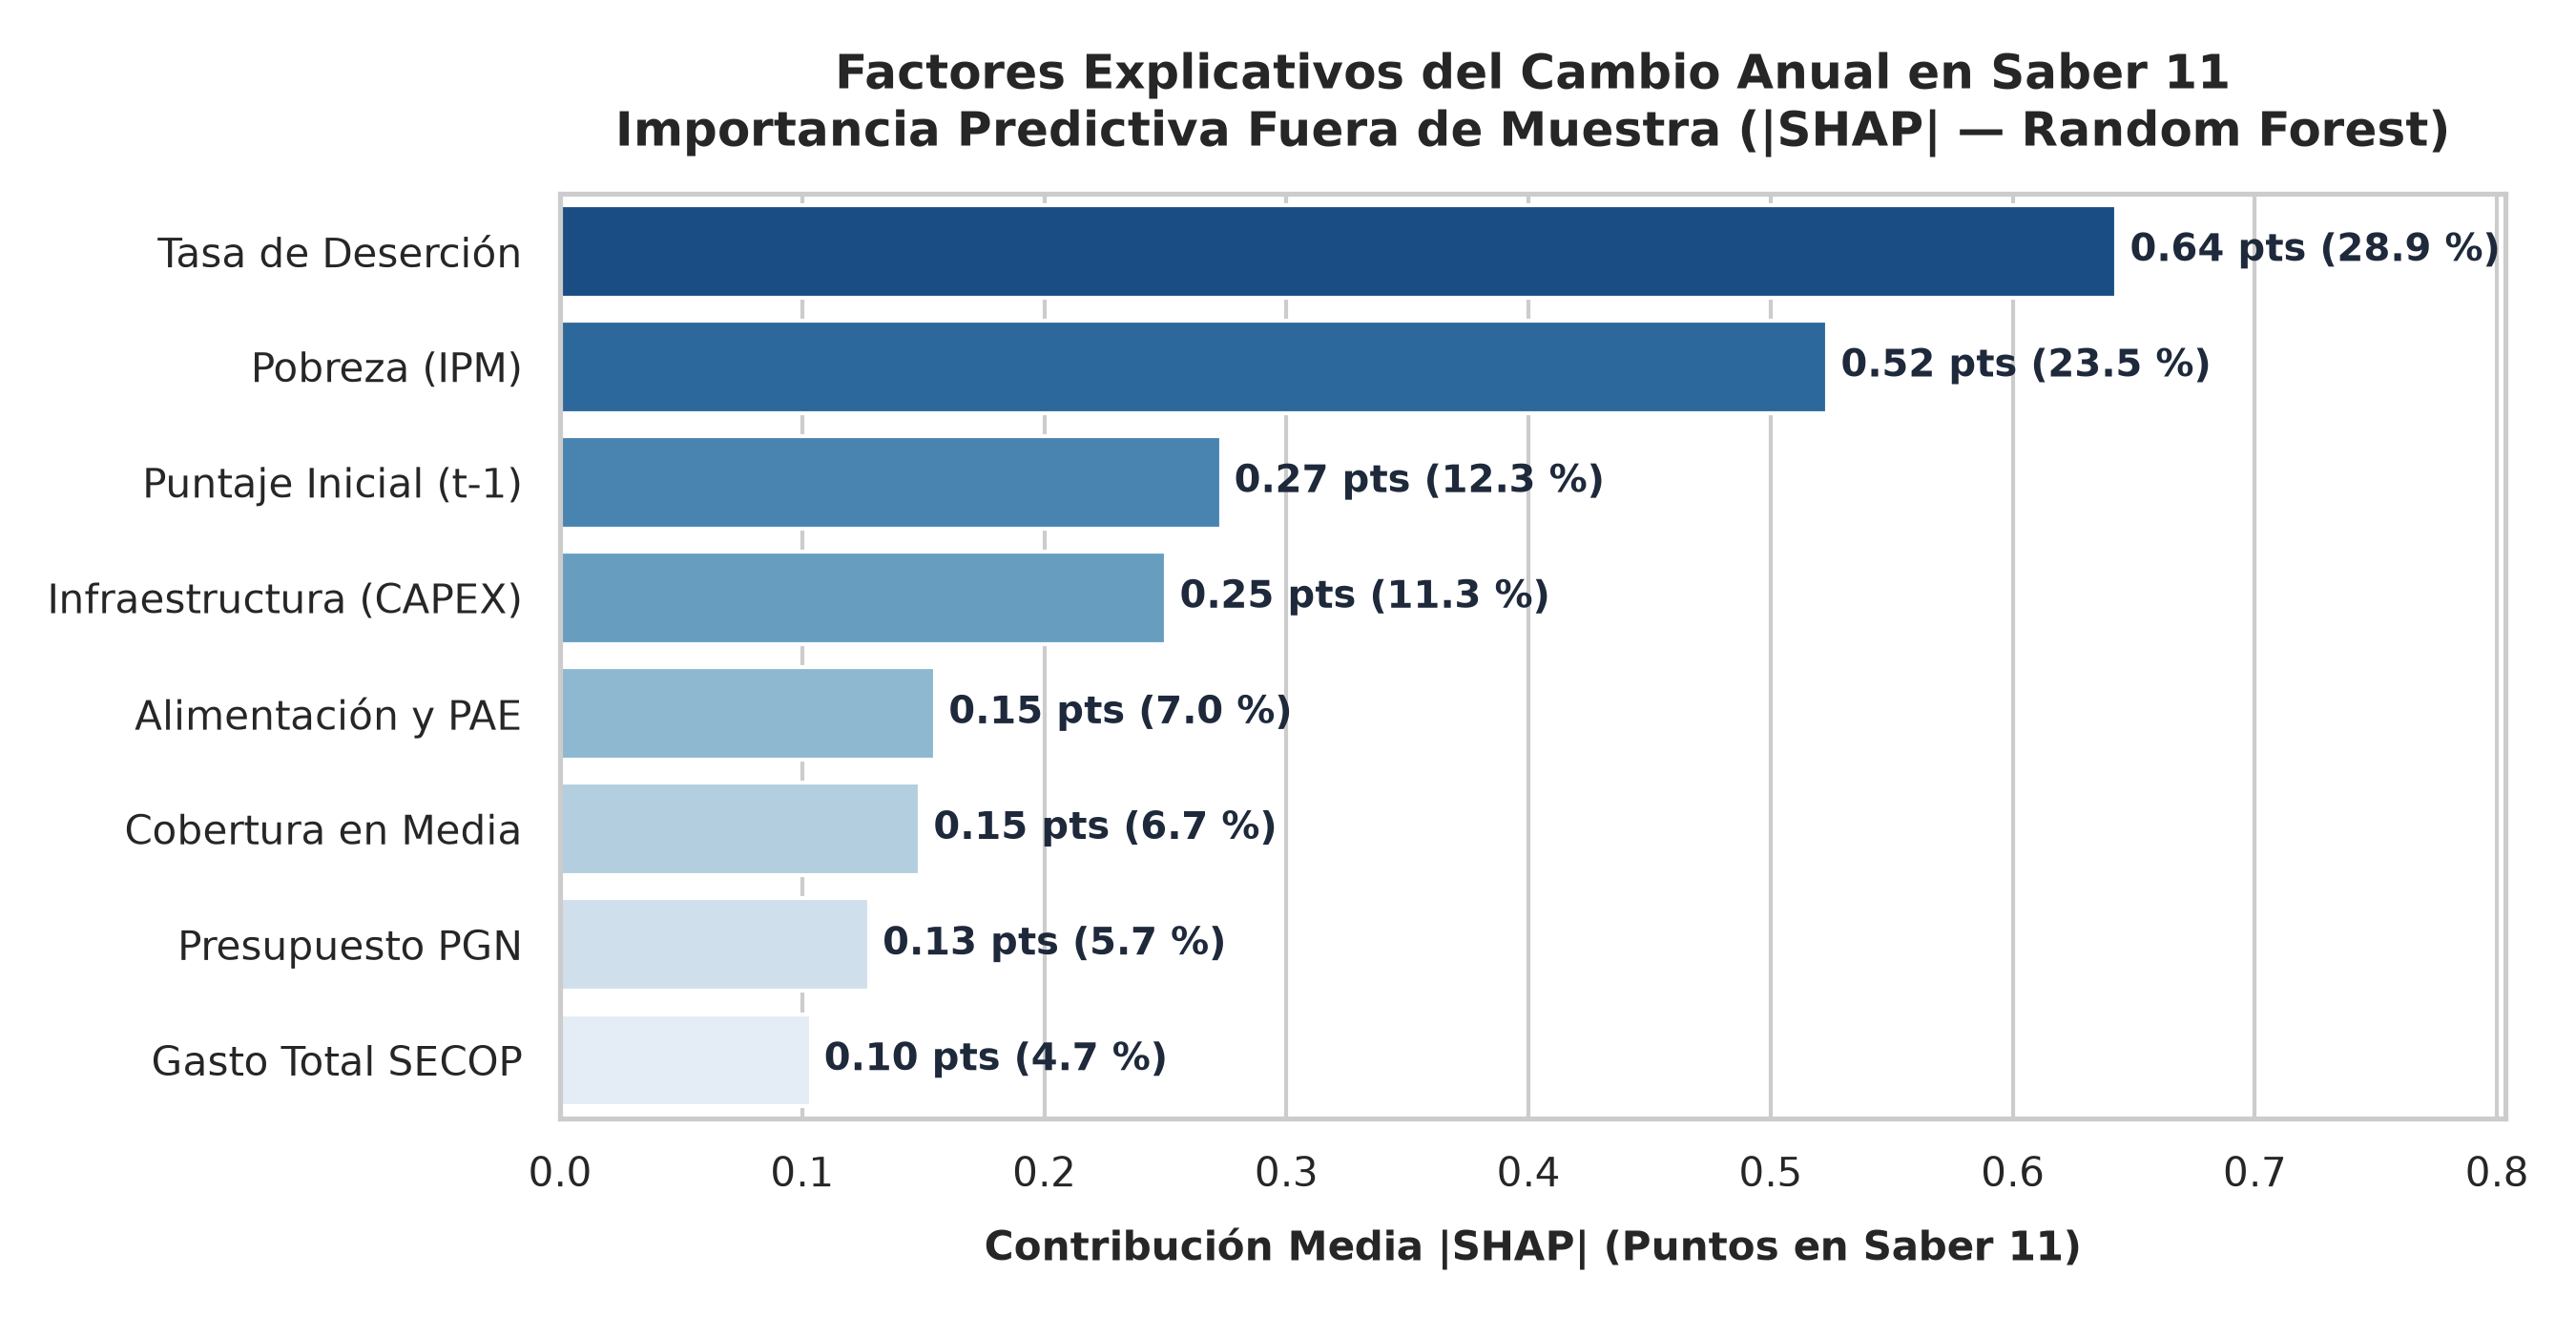 Factores Explicativos del Cambio Anual en Saber 11
Importancia Predictiva Fuera de Muestra (|SHAP| — Random Forest)
Tasa de Deserción
0.64 pts (28.9 %)
Pobreza (IPM)
0.52 pts (23.5 %)
Puntaje Inicial (t-1)
0.27 pts (12.3 %)
Infraestructura (CAPEX)
0.25 pts (11.3 %)
Alimentación y PAE
0.15 pts (7.0 %)
Cobertura en Media
0.15 pts (6.7 %)
Presupuesto PGN
0.13 pts (5.7 %)
Gasto Total SECOP
0.10 pts (4.7 %)
0.0 0.1 0.2 0.3 0.4 0.5 0.6 0.7 0.8
Contribución Media |SHAP| (Puntos en Saber 11)